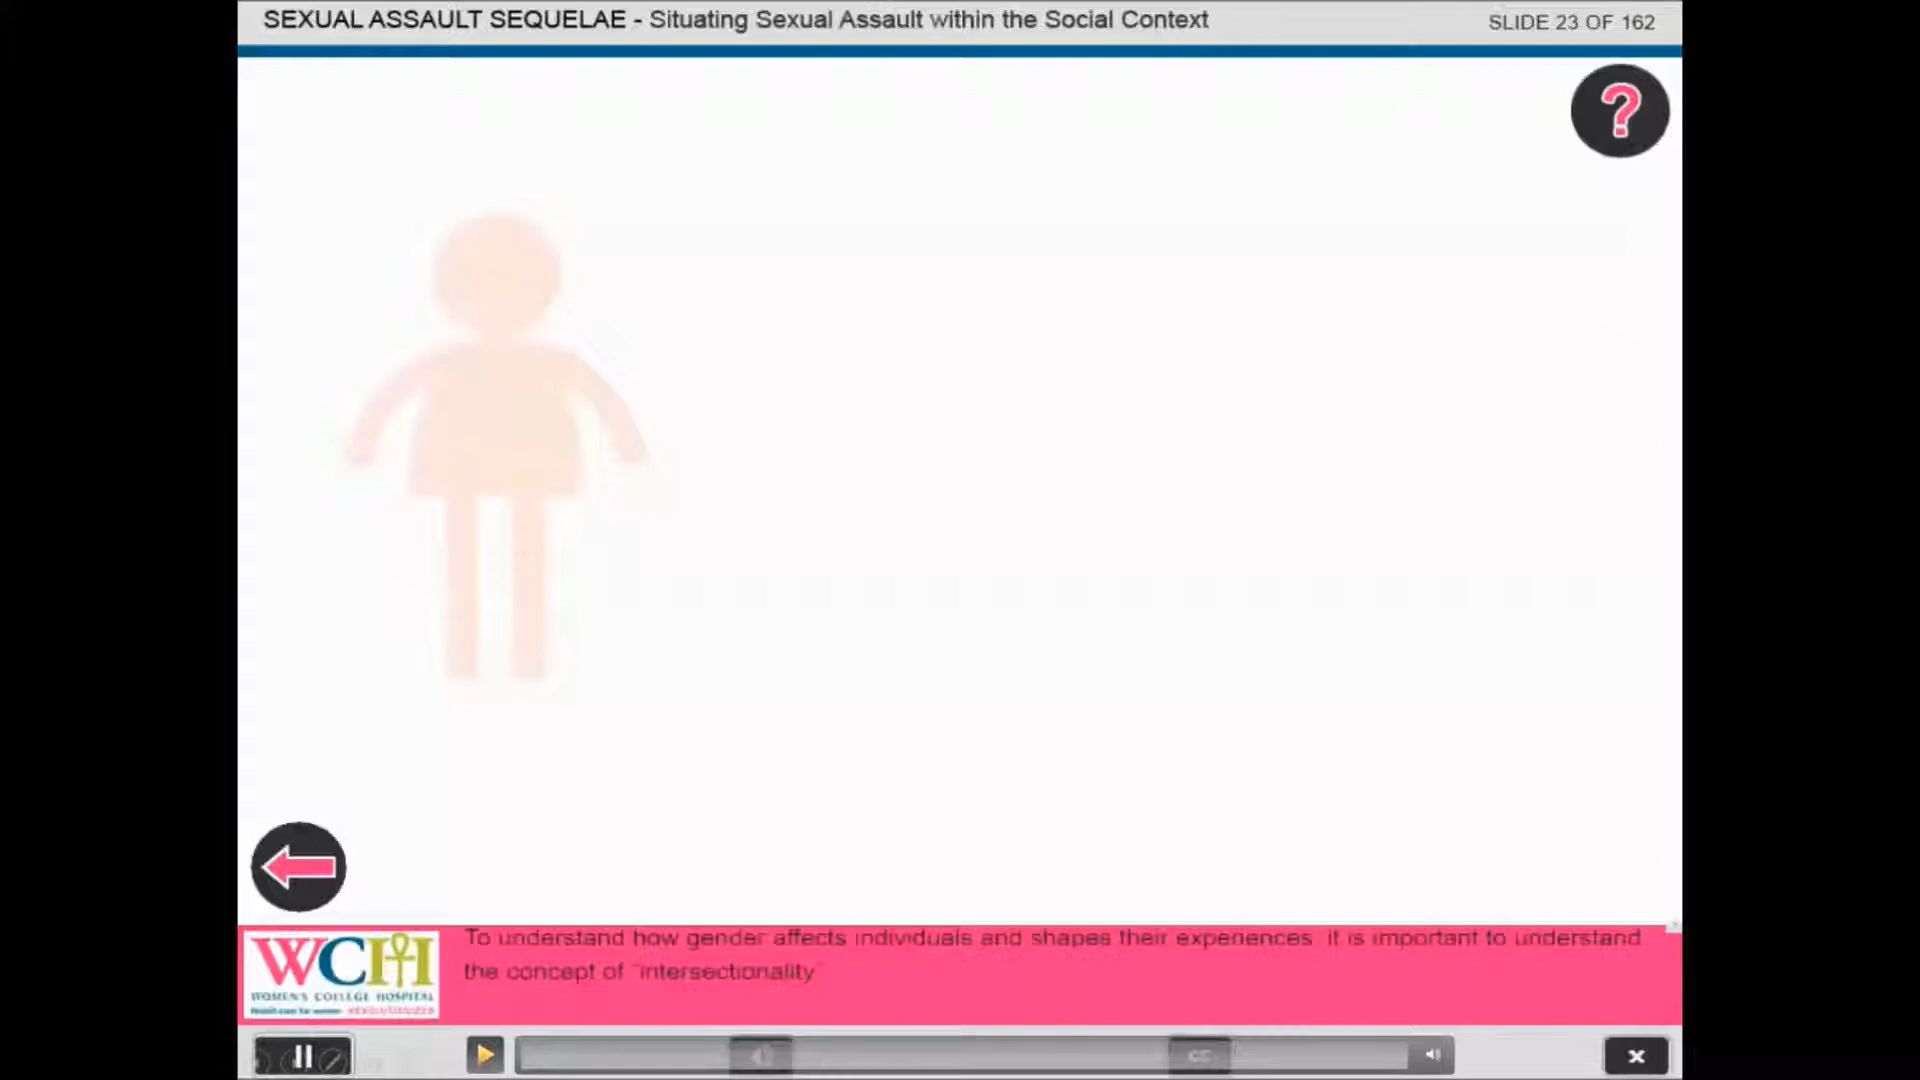 SEXUAL ASSAULT SEQUELAE - Situating Sexual Assault within the Social Context
SLIDE 23 OF 162
?
To understand how gender affects individuals and shapes their experiences it is important to understand
the concept of "intersectionality"
WCH
WOMEN'S COLLEGE HOSPITAL
CC